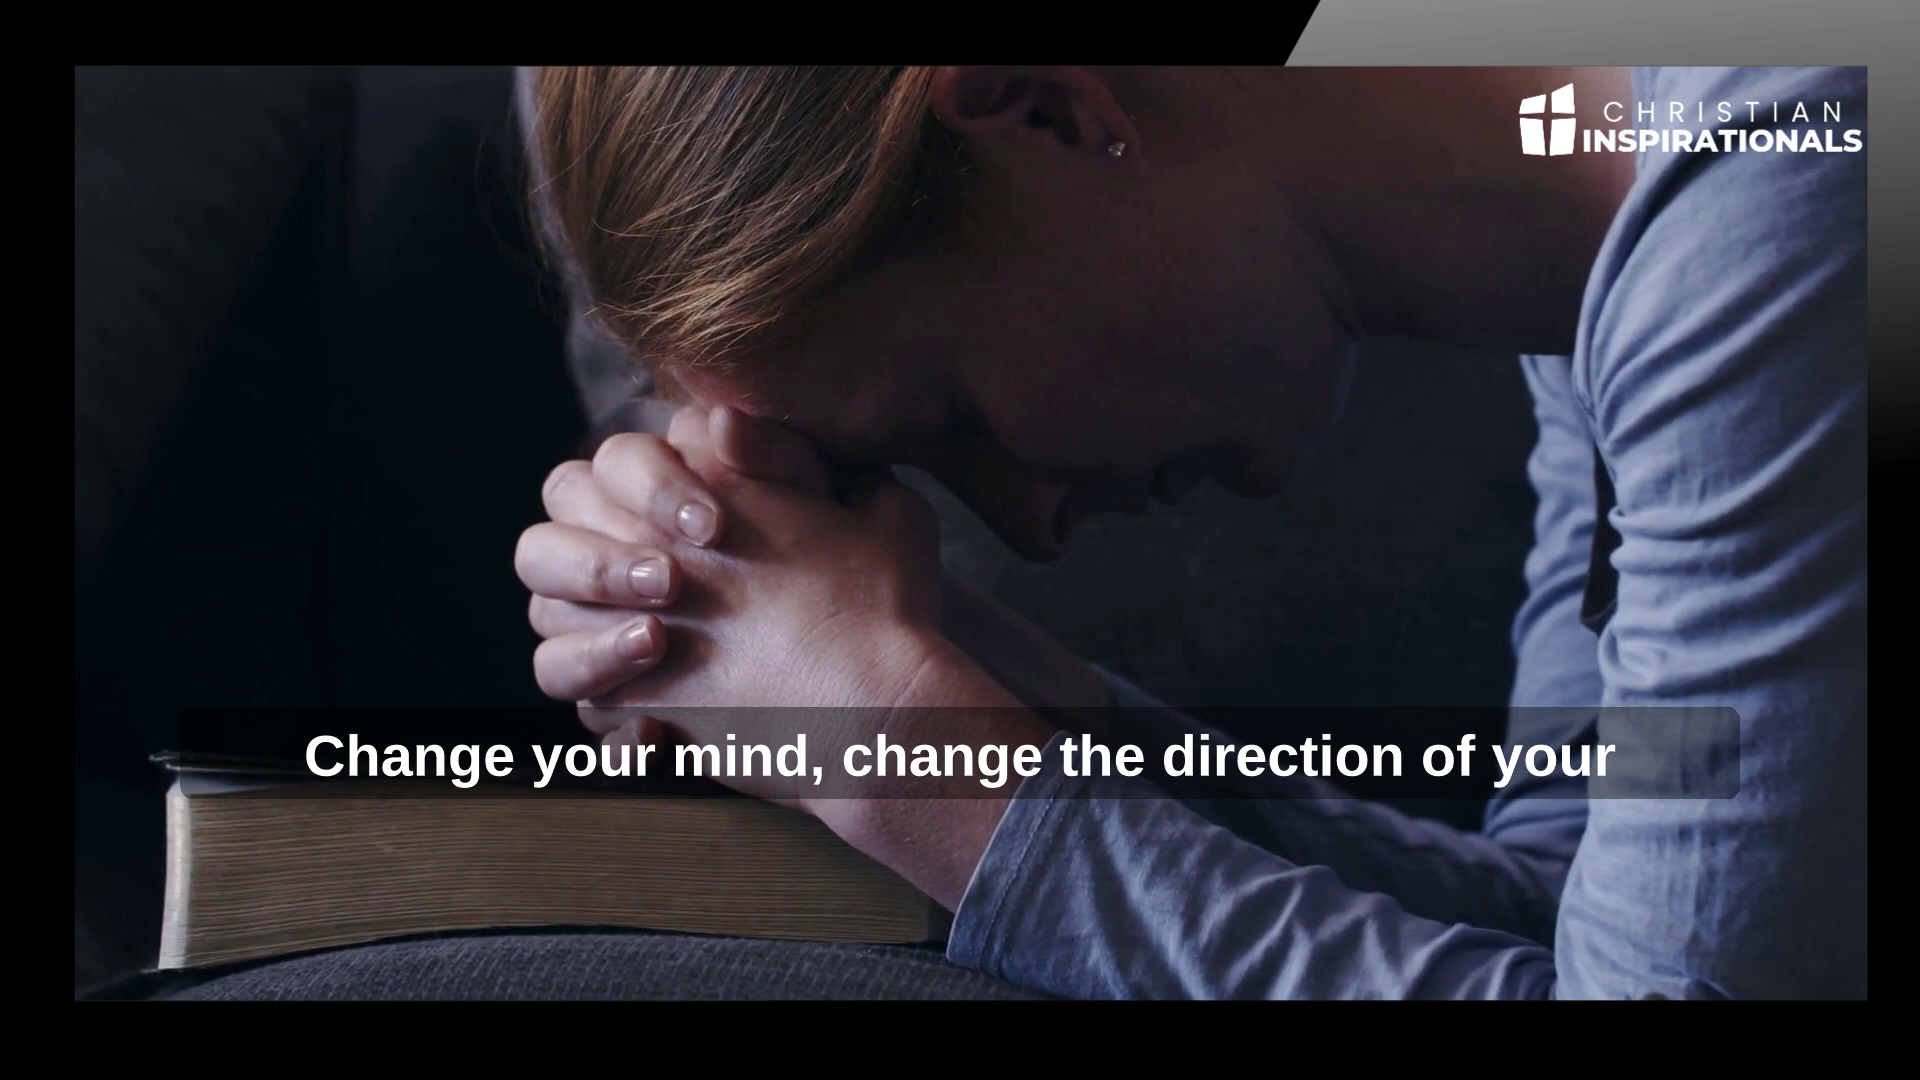 CHRISTIAN
INSPIRATIONALS
Change your mind, change the direction of your